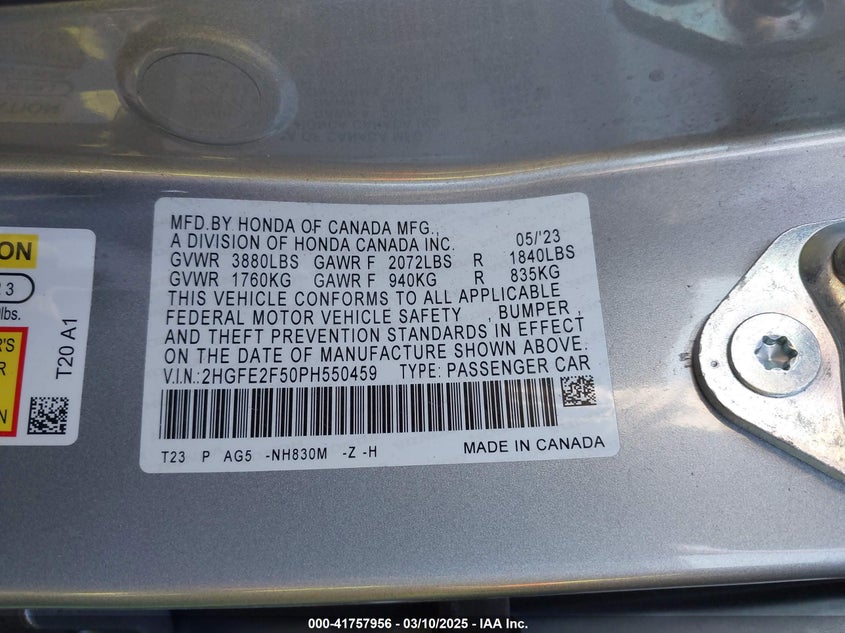 MFD.BY HONDA OF CANADA MFG.,
A DIVISION OF HONDA CANADA INC. 05/'23
GVWR 3880LBS GAWR F 2072LBS R 1840LBS
GVWR 1760KG GAWR F 940KG R 835KG
THIS VEHICLE CONFORMS TO ALL APPLICABLE
FEDERAL MOTOR VEHICLE SAFETY , BUMPER ,
AND THEFT PREVENTION STANDARDS IN EFFECT
ON THE DATE OF MANUFACTURE SHOWN ABOVE.
V.I.N.:2HGFE2F50PH550459 TYPE: PASSENGER CAR
T23 P AG5 -NH830M -Z -H MADE IN CANADA
ON
3
lbs.
R'S
R
N
T20 A1
000-41757956 - 03/10/2025 - IAA Inc.